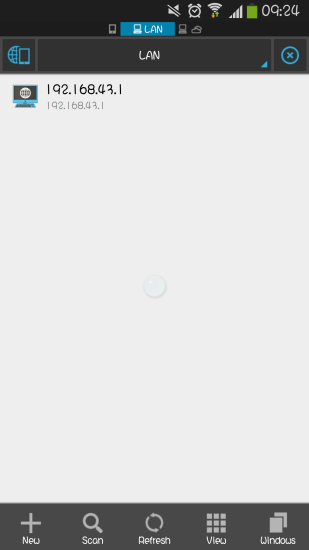 09:24
LAN
LAN
192.168.43.1
192.168.43.1
New Scan Refresh View Windows